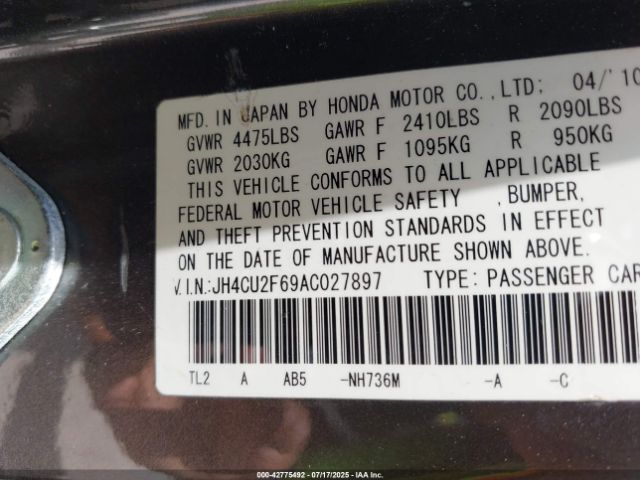 MFD. IN JAPAN BY HONDA MOTOR CO., LTD; 04/'10
GVWR 4475LBS GAWR F 2410LBS R 2090LBS
GVWR 2030KG GAWR F 1095KG R 950KG
THIS VEHICLE CONFORMS TO ALL APPLICABLE
FEDERAL MOTOR VEHICLE SAFETY , BUMPER,
AND THEFT PREVENTION STANDARDS IN EFFECT
ON THE DATE OF MANUFACTURE SHOWN ABOVE.
V.I.N.:JH4CU2F69AC027897 TYPE: PASSENGER CAR
TL2 A AB5 -NH736M -A -C
000-42775492 - 07/17/2025 - IAA Inc.